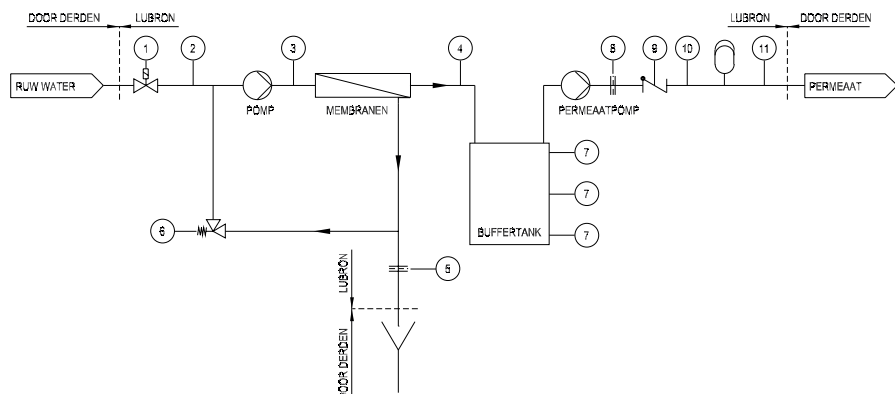 DOOR DERDEN
LUBRON
LUBRON
DOOR DERDEN
1
2
3
4
8
9
10
11
RUW WATER
POMP
MEMBRANEN
PERMEAATPOMP
PERMEAAT
7
7
7
BUFFERTANK
6
5
LUBRON
DOOR DERDEN